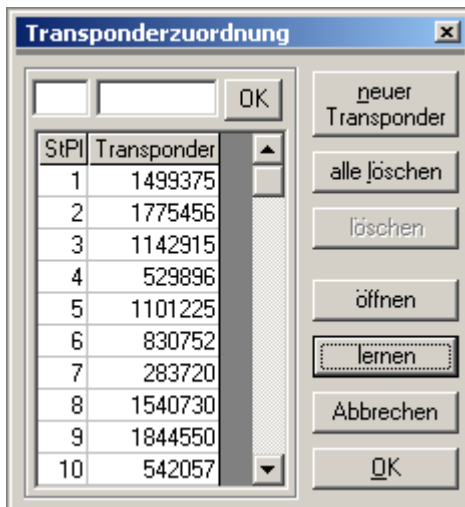 Transponderzuordnung
OK
StPl Transponder
1 1499375
2 1775456
3 1142915
4 529896
5 1101225
6 830752
7 283720
8 1540730
9 1844550
10 542057
neuer
Transponder
alle löschen
löschen
öffnen
lernen
Abbrechen
OK